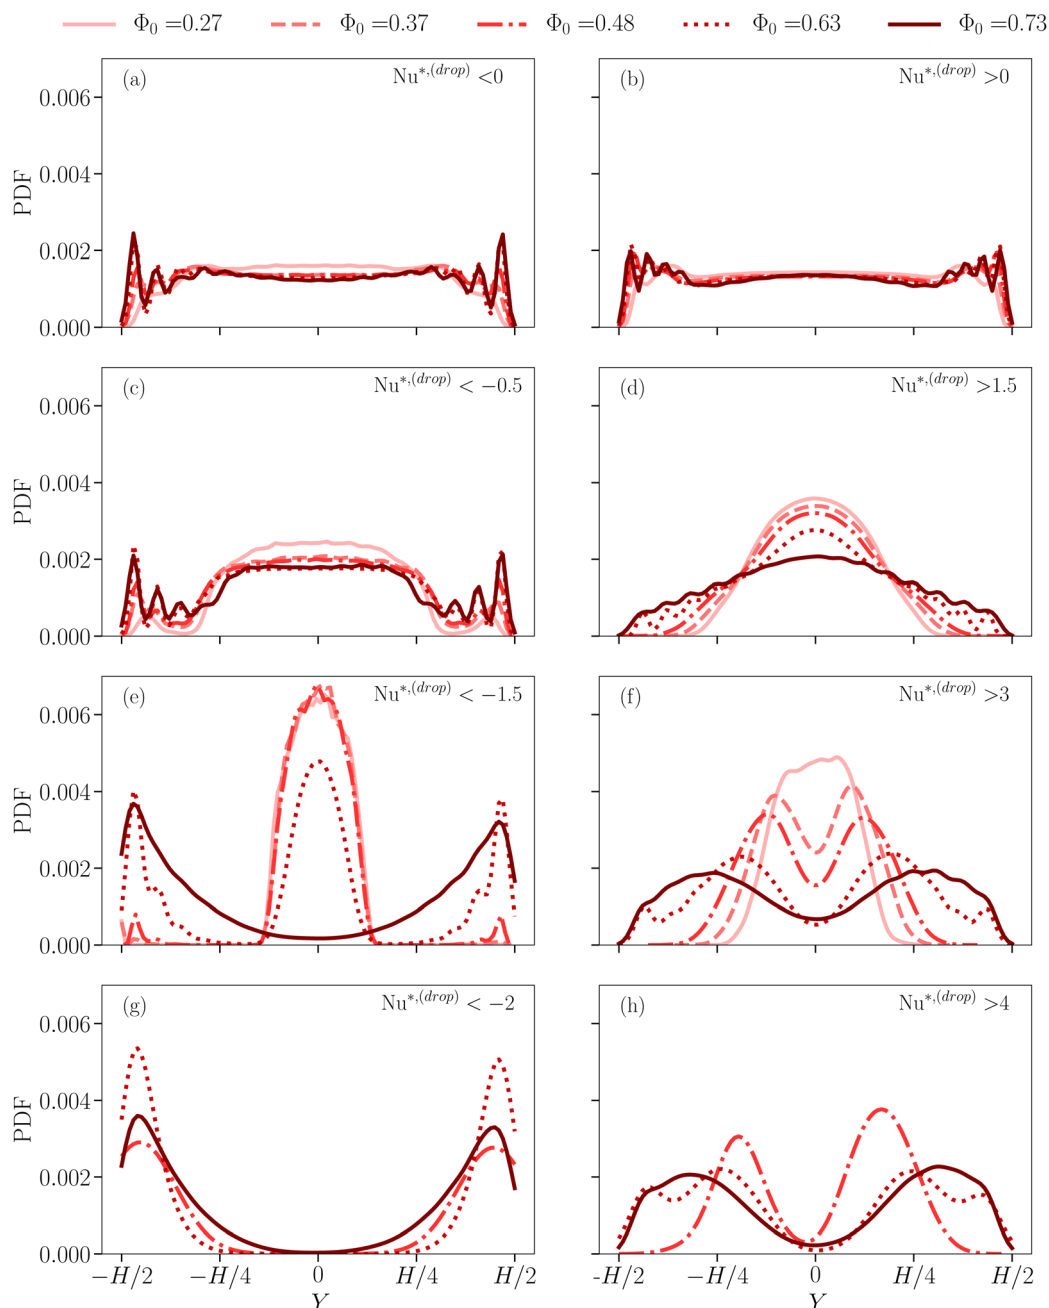 Φ₀ =0.27 Φ₀ =0.37 Φ₀ =0.48 Φ₀ =0.63 Φ₀ =0.73
(a) Nu*,(drop) <0
(b) Nu*,(drop) >0
0.006
0.004
0.002
0.000
PDF
(c) Nu*,(drop) < −0.5
(d) Nu*,(drop) >1.5
0.006
0.004
0.002
0.000
PDF
(e) Nu*,(drop) < −1.5
(f) Nu*,(drop) >3
0.006
0.004
0.002
0.000
PDF
(g) Nu*,(drop) < −2
(h) Nu*,(drop) >4
0.006
0.004
0.002
0.000
PDF
−H/2 −H/4 0 H/4 H/2
Y
-H/2 −H/4 0 H/4 H/2
Y